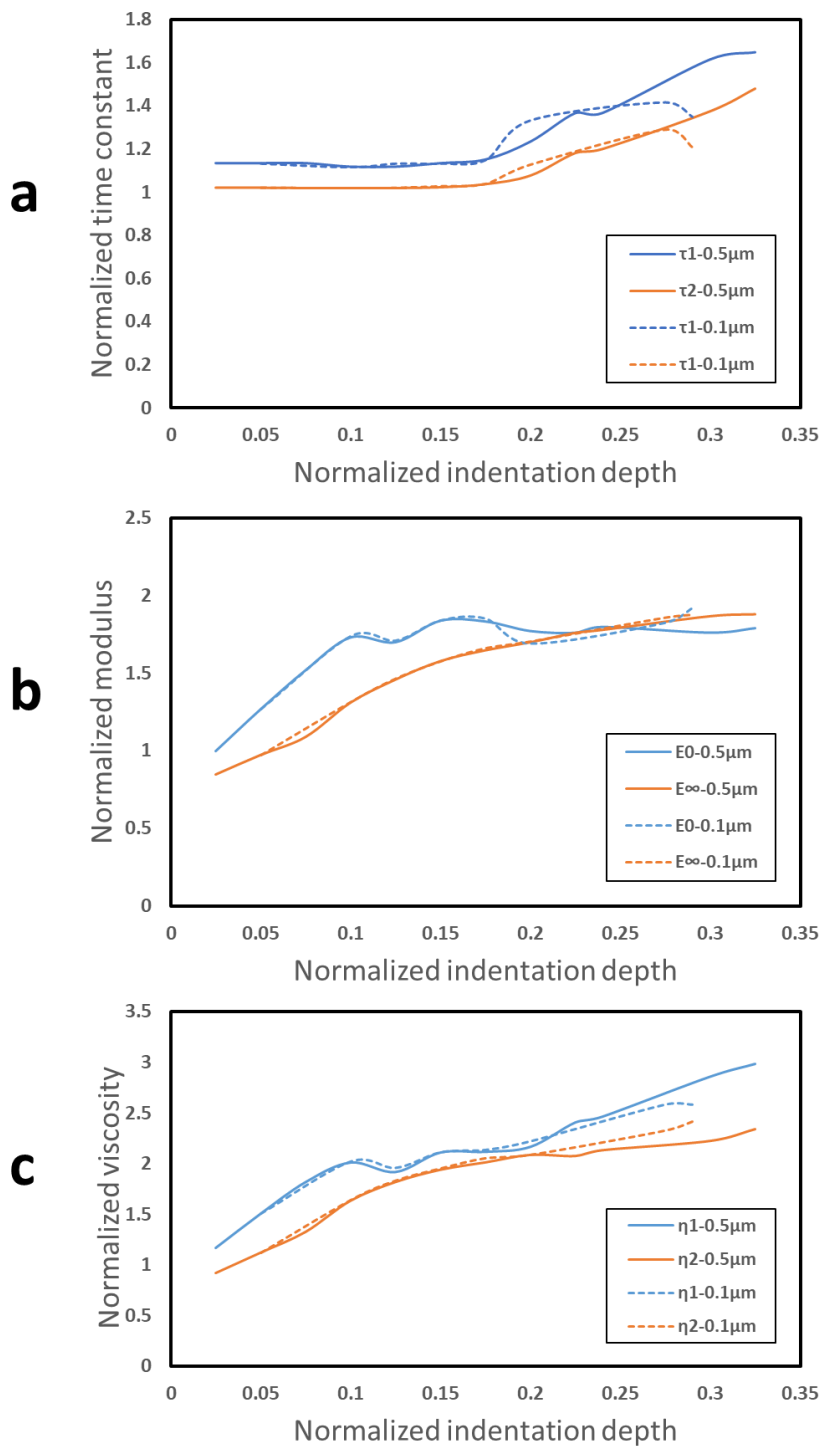 a
Normalized time constant
1.8
1.6
1.4
1.2
1
0.8
0.6
0.4
0.2
0
τ1-0.5μm
τ2-0.5μm
τ1-0.1μm
τ1-0.1μm
0 0.05 0.1 0.15 0.2 0.25 0.3 0.35
Normalized indentation depth
b
Normalized modulus
2.5
2
1.5
1
0.5
0
E0-0.5μm
E∞-0.5μm
E0-0.1μm
E∞-0.1μm
0 0.05 0.1 0.15 0.2 0.25 0.3 0.35
Normalized indentation depth
c
Normalized viscosity
3.5
3
2.5
2
1.5
1
0.5
0
η1-0.5μm
η2-0.5μm
η1-0.1μm
η2-0.1μm
0 0.05 0.1 0.15 0.2 0.25 0.3 0.35
Normalized indentation depth